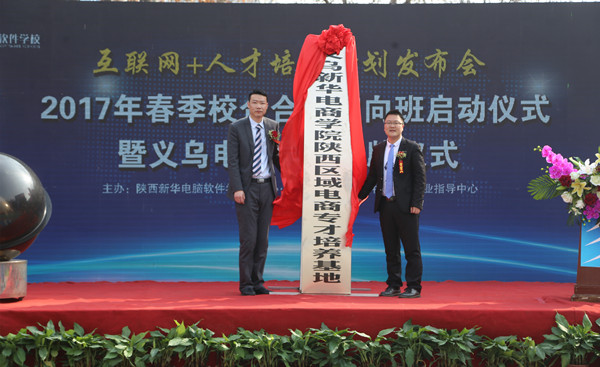 软件学校
互联网+人才培 划发布会
2017年春季校 合 向班启动仪式
暨义乌电 仪式
主办：陕西新华电脑软件 业指导中心
乌新华电商学院陕西区域电商专才培养基地